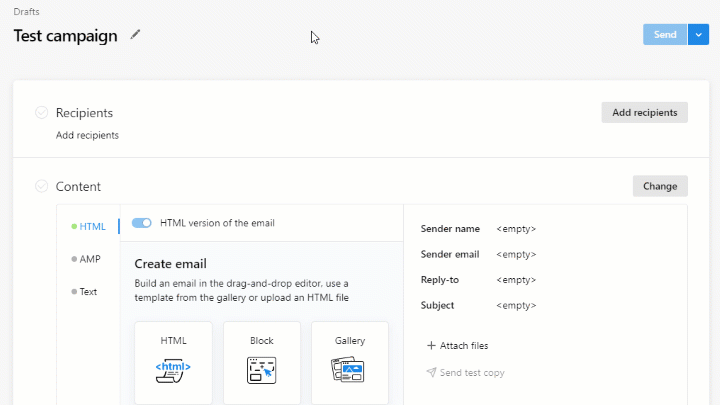 Drafts
Test campaign
Send
Recipients
Add recipients
Add recipients
Content
Change
HTML
AMP
Text
HTML version of the email
Create email
Build an email in the drag-and-drop editor, use a
template from the gallery or upload an HTML file
HTML
<html>
Block
Gallery
Sender name <empty>
Sender email <empty>
Reply-to <empty>
Subject <empty>
+ Attach files
Send test copy